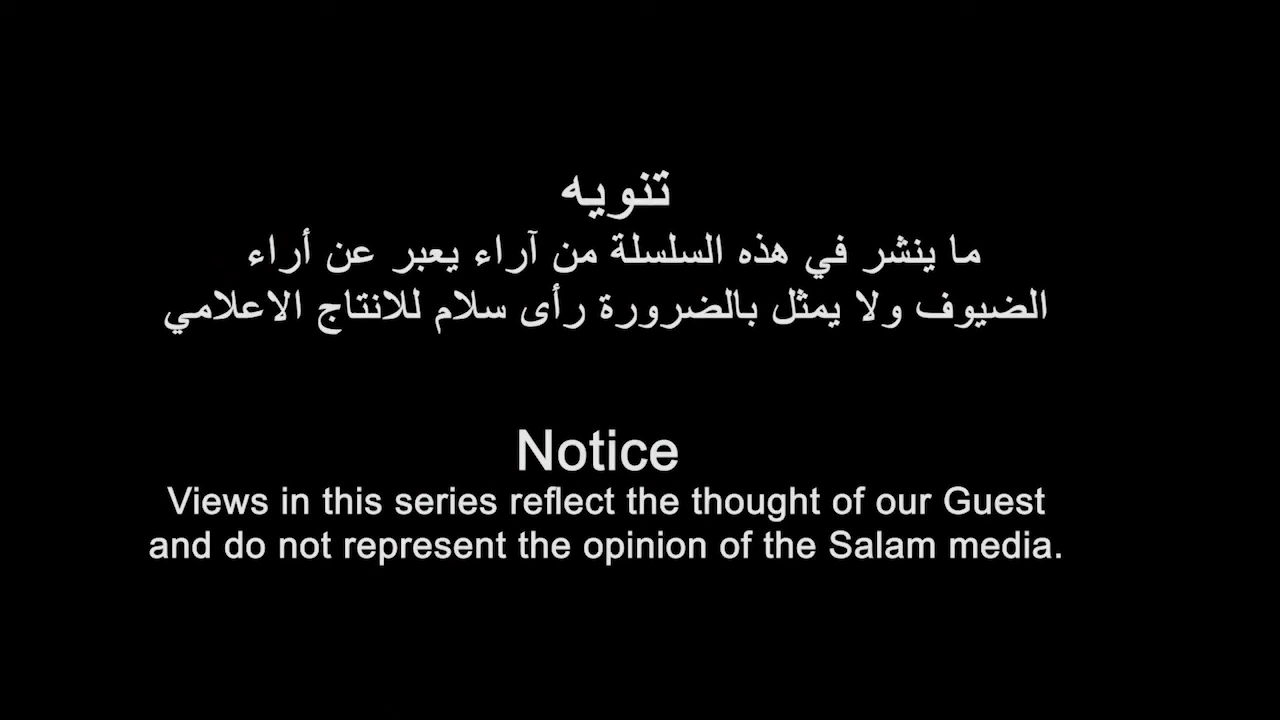 تنويه
ما ينشر في هذه السلسلة من آراء يعبر عن أراء
الضيوف ولا يمثل بالضرورة رأى سلام للانتاج الاعلامي
Notice
Views in this series reflect the thought of our Guest
and do not represent the opinion of the Salam media.